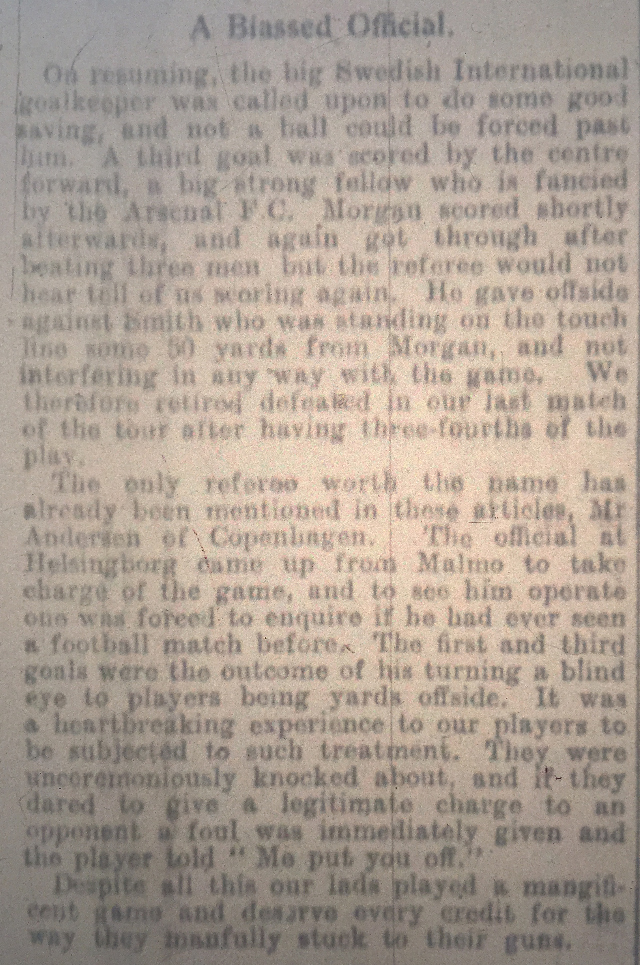 A Biassed Official.
On resuming, the big Swedish International
goalkeeper was called upon to do some good
saving, and not a ball could be forced past
him. A third goal was scored by the centre
forward, a big strong fellow who is fancied
by the Arsenal F.C. Morgan scored shortly
afterwards, and again got through after
beating three men but the referee would not
hear tell of us scoring again. He gave offside
against Smith who was standing on the touch
line some 50 yards from Morgan, and not
interfering in any way with the game. We
therefore retired defeated in our last match
of the tour after having three-fourths of the
play.
The only referee worth the name has
already been mentioned in these articles, Mr
Andersen of Copenhagen. The official at
Helsingborg came up from Malmo to take
charge of the game, and to see him operate
one was forced to enquire if he had ever seen
a football match before. The first and third
goals were the outcome of his turning a blind
eye to players being yards offside. It was
a heartbreaking experience to our players to
be subjected to such treatment. They were
unceremoniously knocked about, and if they
dared to give a legitimate charge to an
opponent a foul was immediately given and
the player told "Me put you off."
Despite all this our lads played a mangifi-
cent game and deserve every credit for the
way they manfully stuck to their guns.